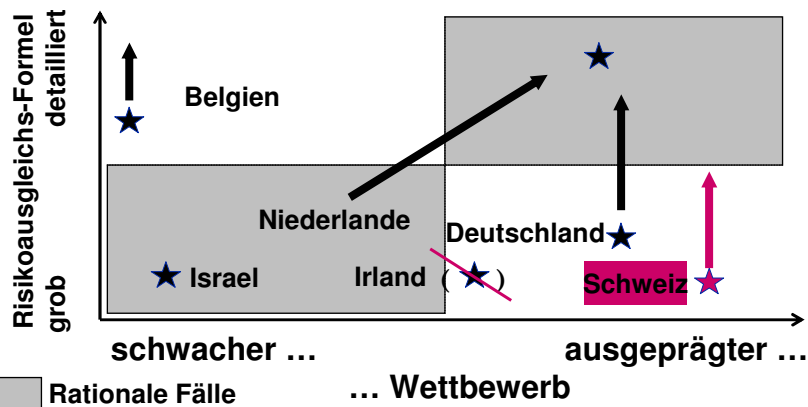 Risikoausgleichs-Formel
grob detailliert
Belgien
Niederlande
Deutschland
Israel
Irland ( )
Schweiz
schwacher …
ausgeprägter …
… Wettbewerb
Rationale Fälle